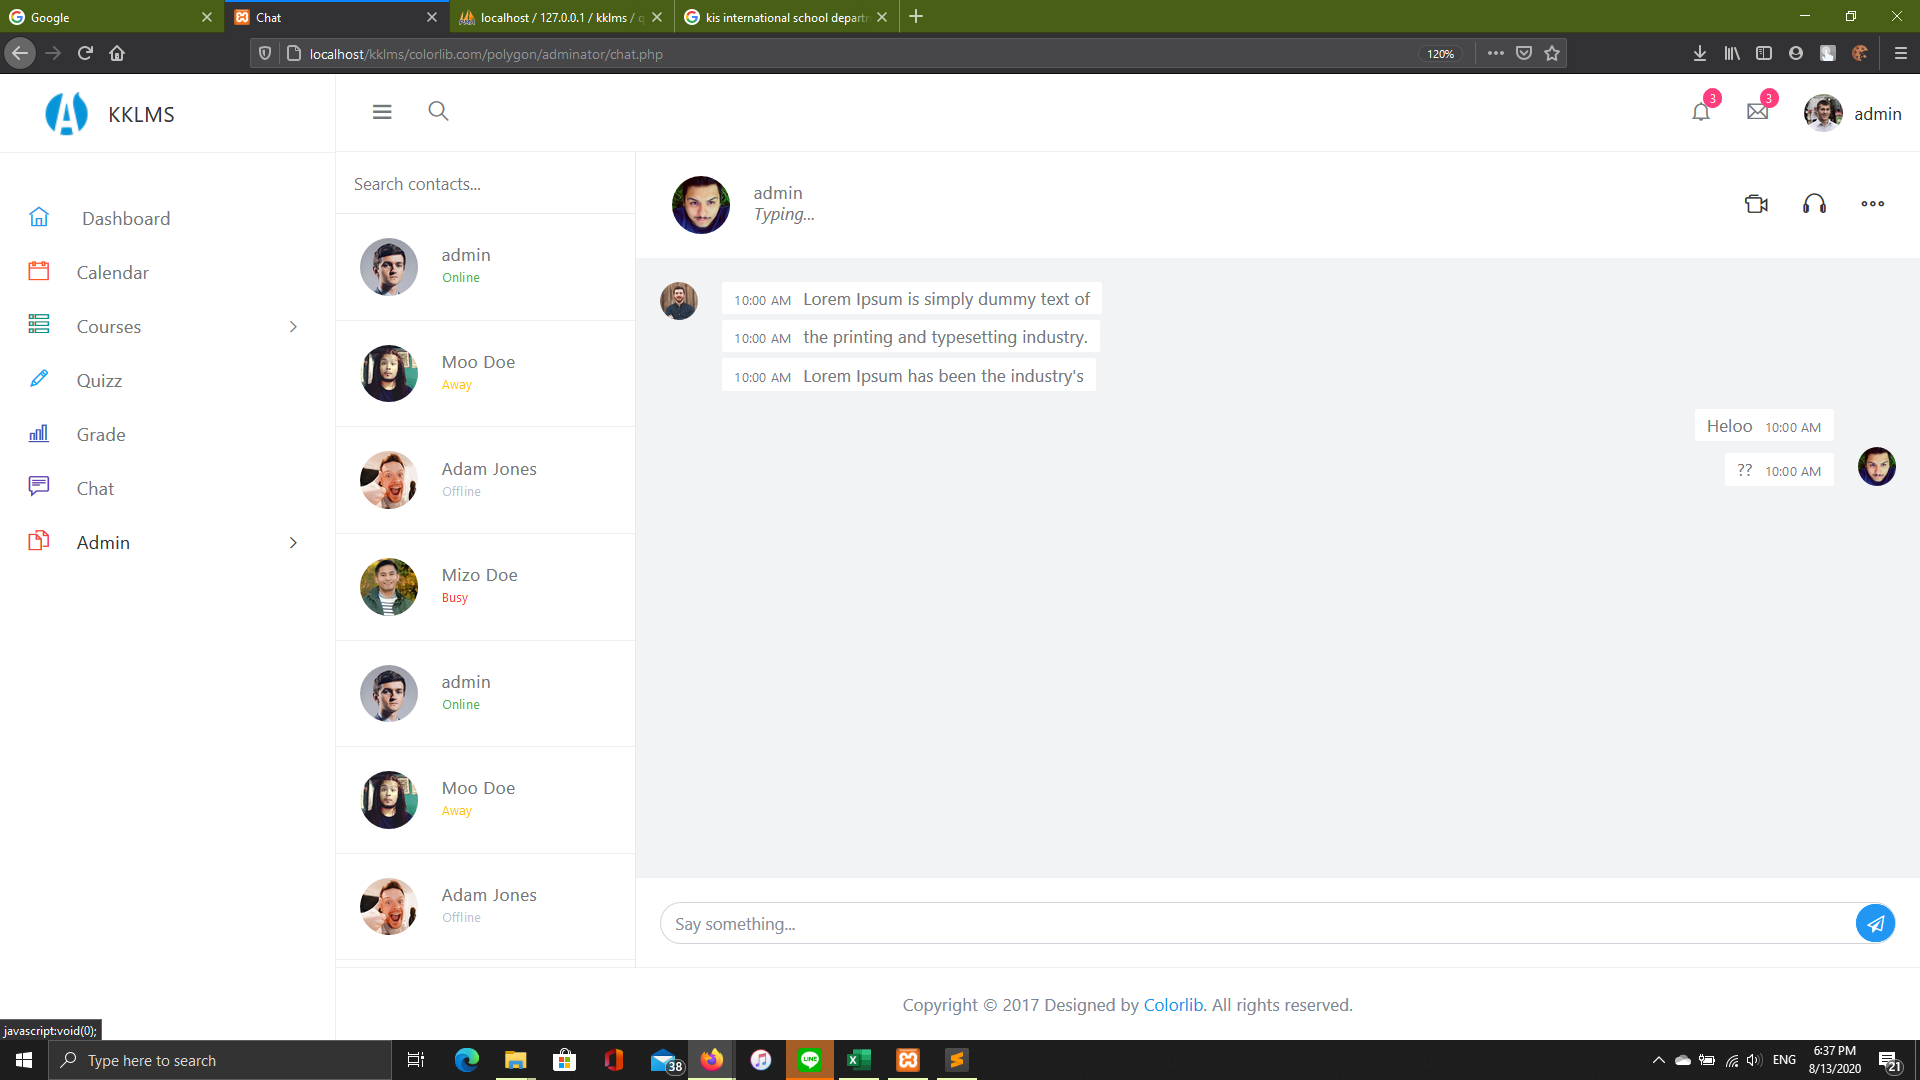 Google
Chat
localhost / 127.0.0.1 / kklms / q
kis international school departm
localhost/kklms/colorlib.com/polygon/adminator/chat.php
120%
KKLMS
3
3
admin
Dashboard
Calendar
Courses
Quizz
Grade
Chat
Admin
Search contacts...
admin
Online
Moo Doe
Away
Adam Jones
Offline
Mizo Doe
Busy
admin
Online
Moo Doe
Away
Adam Jones
Offline
admin
Typing...
10:00 AM Lorem Ipsum is simply dummy text of
10:00 AM the printing and typesetting industry.
10:00 AM Lorem Ipsum has been the industry's
Heloo 10:00 AM
?? 10:00 AM
Say something...
Copyright © 2017 Designed by Colorlib. All rights reserved.
javascript:void(0);
Type here to search
38
LINE
ENG
6:37 PM
8/13/2020
21